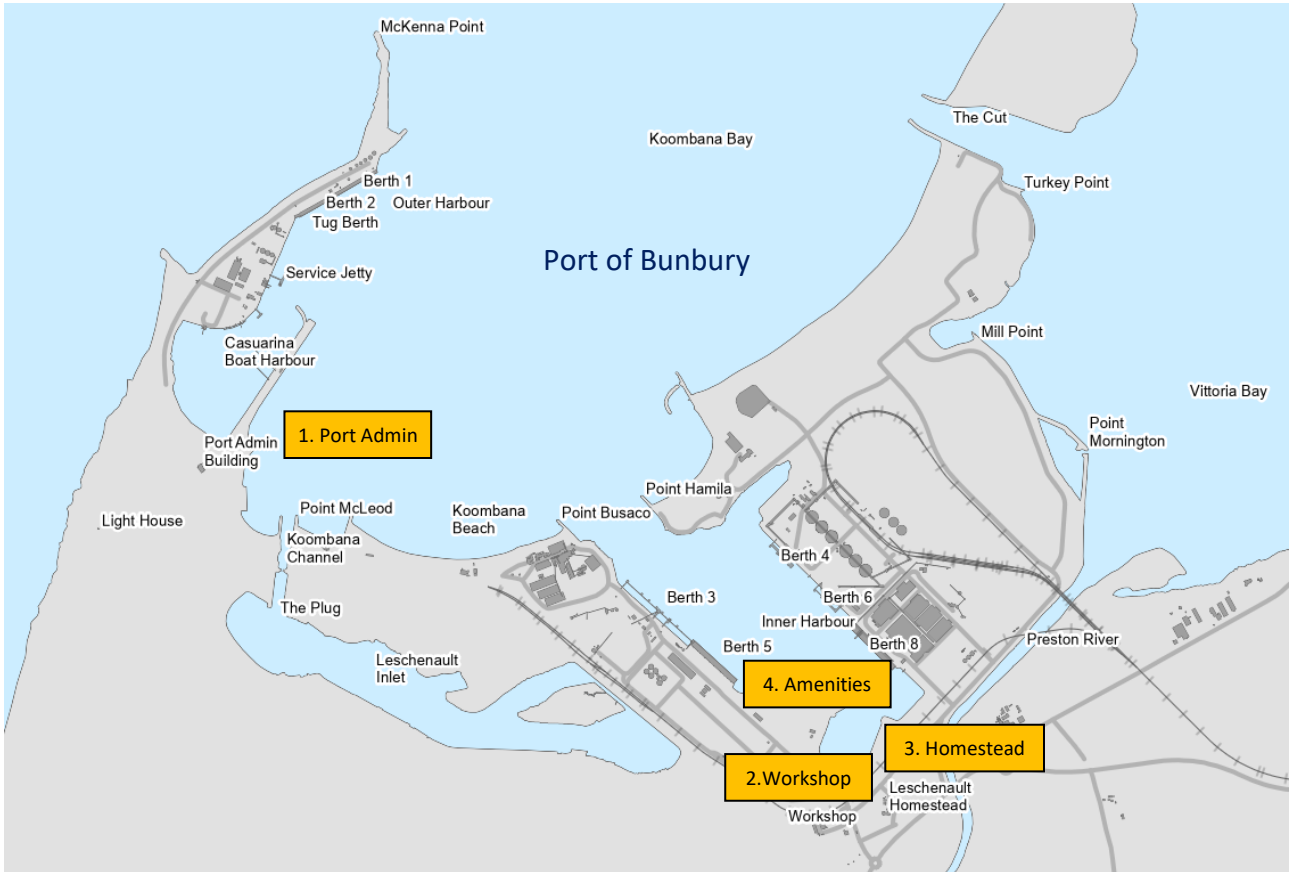 McKenna Point
The Cut
Koombana Bay
Berth 1
Turkey Point
Berth 2
Outer Harbour
Tug Berth
Port of Bunbury
Service Jetty
Mill Point
Casuarina
Boat Harbour
Vittoria Bay
1. Port Admin
Point
Mornington
Port Admin
Building
Point Hamila
Point McLeod
Koombana
Beach
Point Busaco
Light House
Koombana
Channel
Berth 4
Berth 3
Berth 6
The Plug
Inner Harbour
Berth 8
Preston River
Berth 5
Leschenault
Inlet
4. Amenities
3. Homestead
2.Workshop
Leschenault
Homestead
Workshop